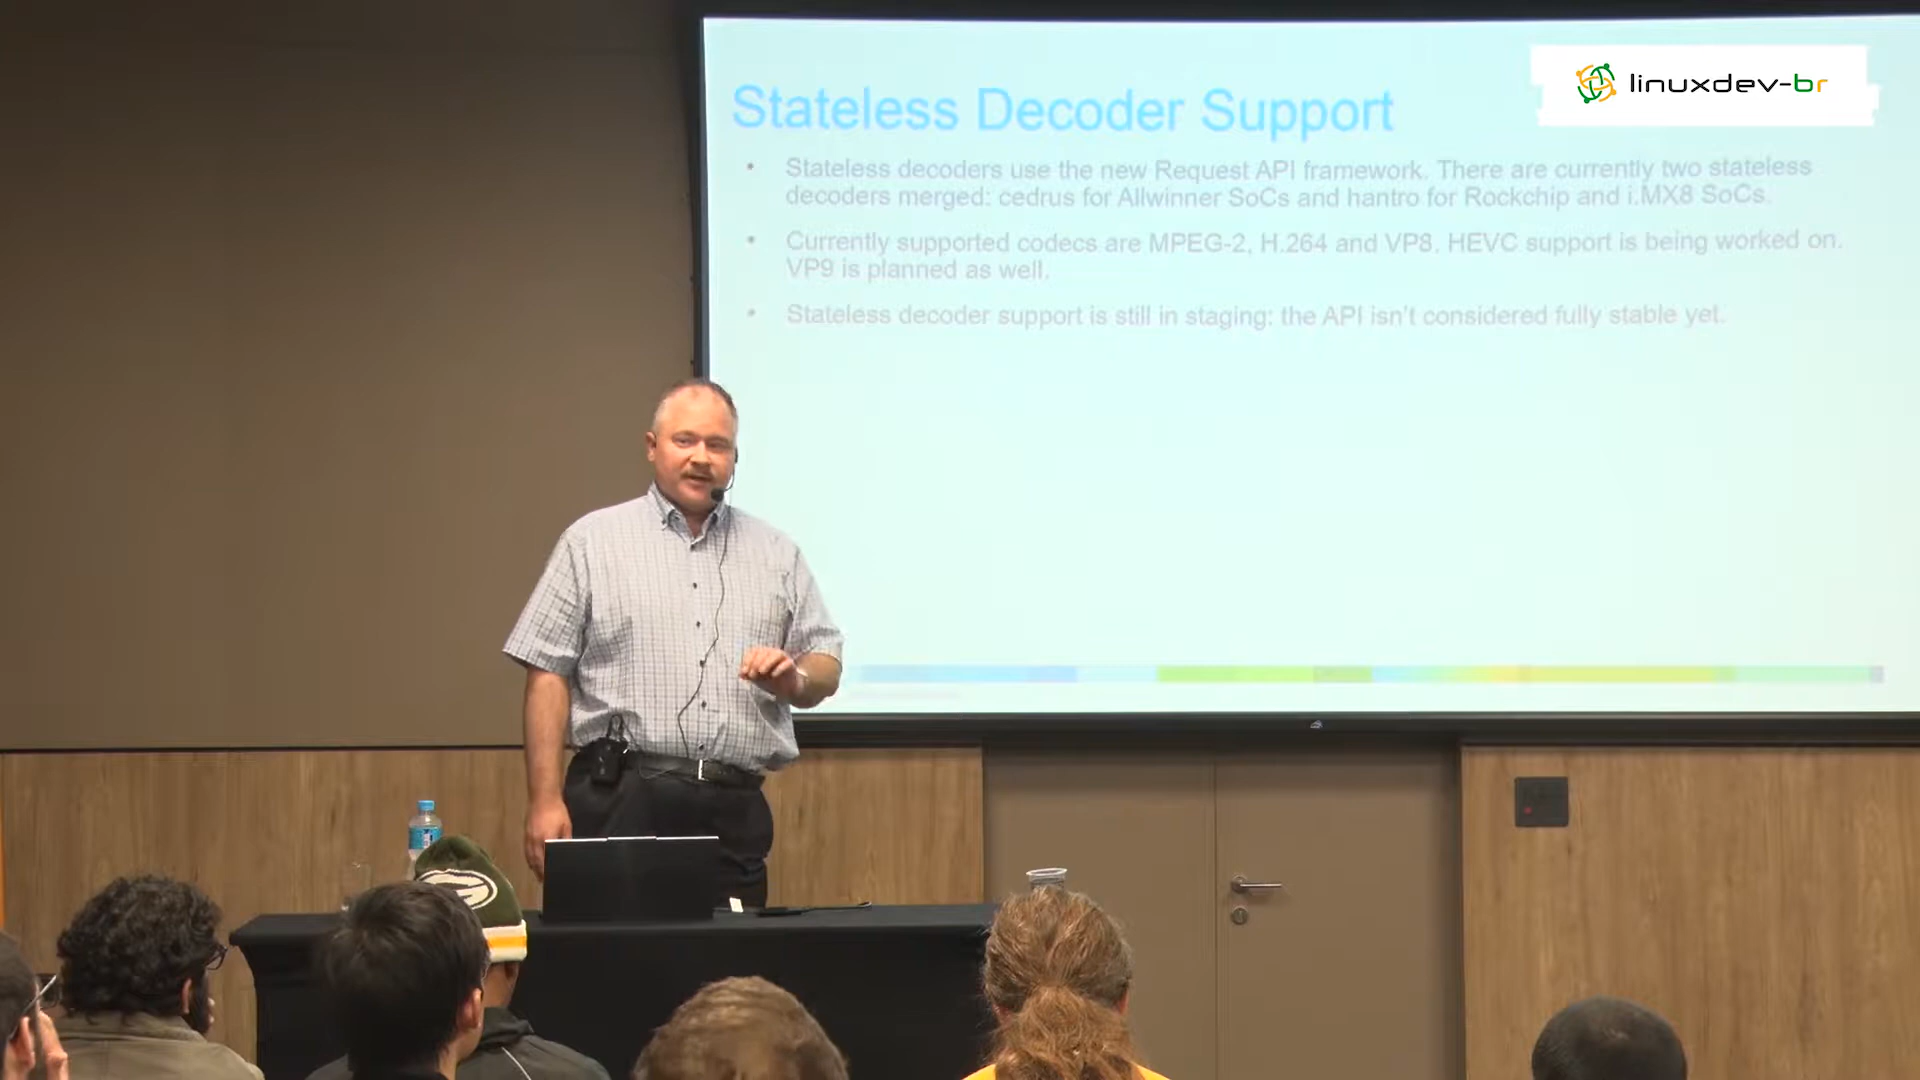 linuxdev-br
Stateless Decoder Support
• Stateless decoders use the new Request API framework. There are currently two stateless
decoders merged: cedrus for Allwinner SoCs and hantro for Rockchip and i.MX8 SoCs.
• Currently supported codecs are MPEG-2, H.264 and VP8. HEVC support is being worked on.
VP9 is planned as well.
• Stateless decoder support is still in staging: the API isn't considered fully stable yet.
G